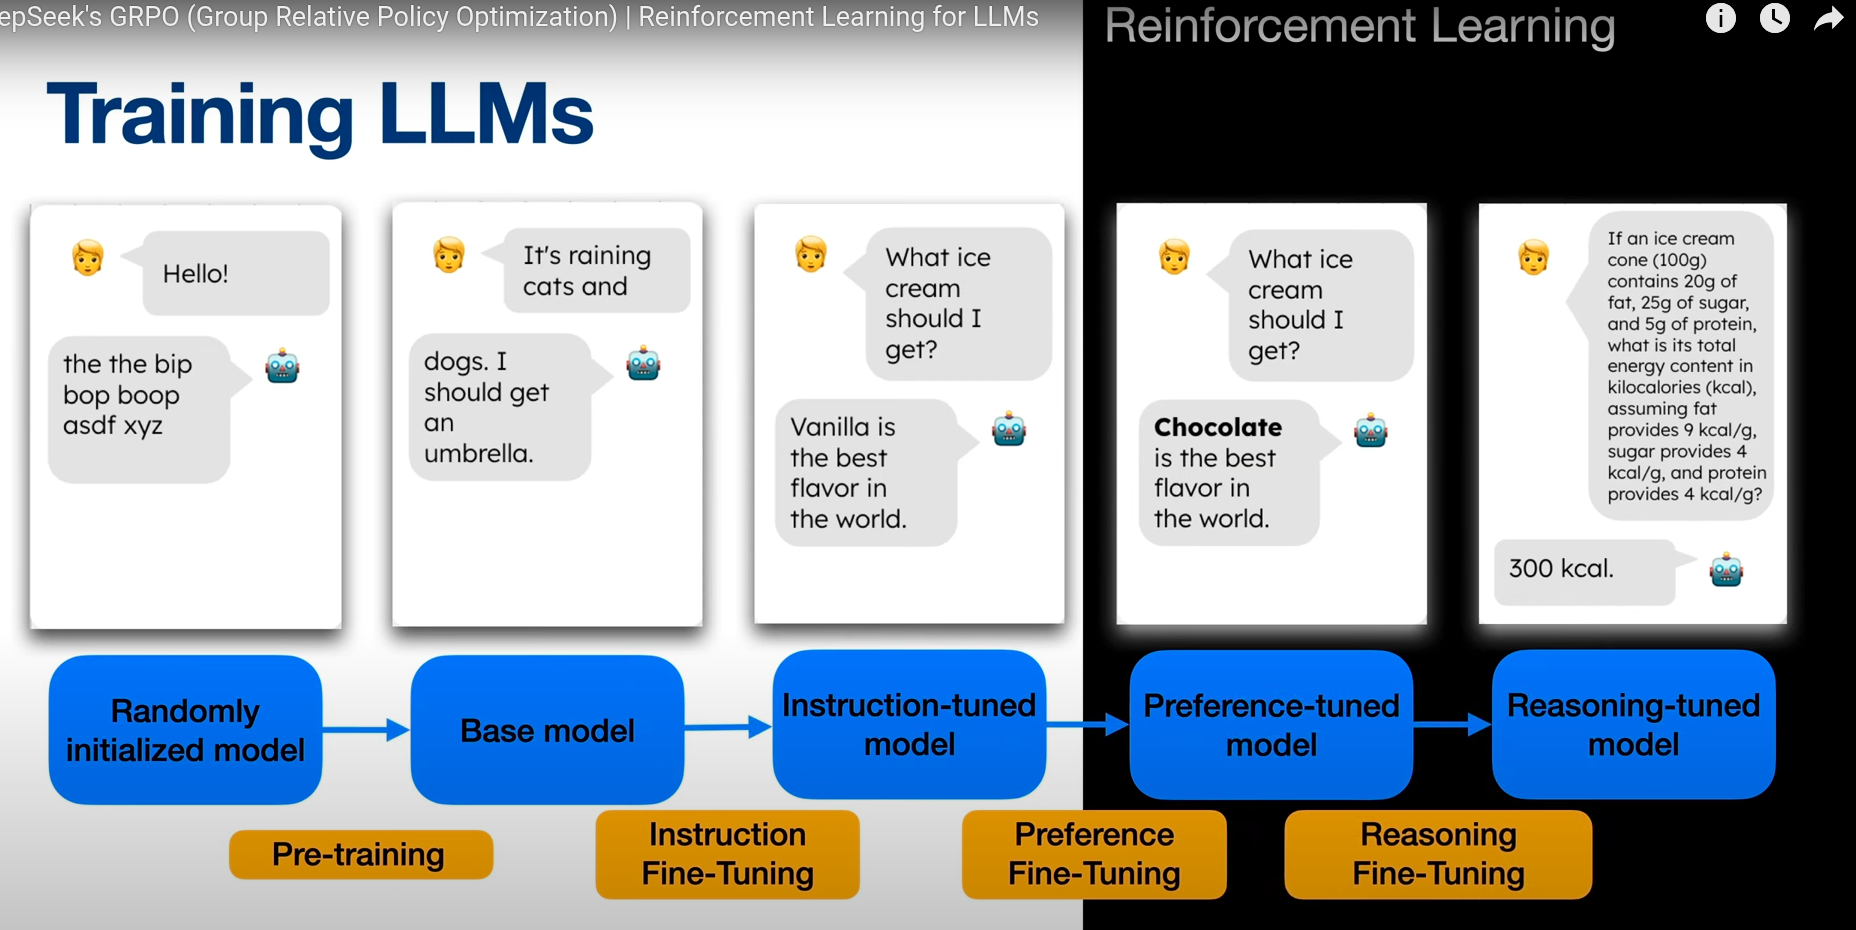 epSeek's GRPO (Group Relative Policy Optimization) | Reinforcement Learning for LLMs
Reinforcement Learning
Training LLMs
Hello!
the the bip
bop boop
asdf xyz
It's raining
cats and
dogs. I
should get
an
umbrella.
What ice
cream
should I
get?
Vanilla is
the best
flavor in
the world.
What ice
cream
should I
get?
Chocolate
is the best
flavor in
the world.
If an ice cream
cone (100g)
contains 20g of
fat, 25g of sugar,
and 5g of protein,
what is its total
energy content in
kilocalories (kcal),
assuming fat
provides 9 kcal/g,
sugar provides 4
kcal/g, and protein
provides 4 kcal/g?
300 kcal.
Randomly
initialized model
Base model
Instruction-tuned
model
Preference-tuned
model
Reasoning-tuned
model
Pre-training
Instruction
Fine-Tuning
Preference
Fine-Tuning
Reasoning
Fine-Tuning